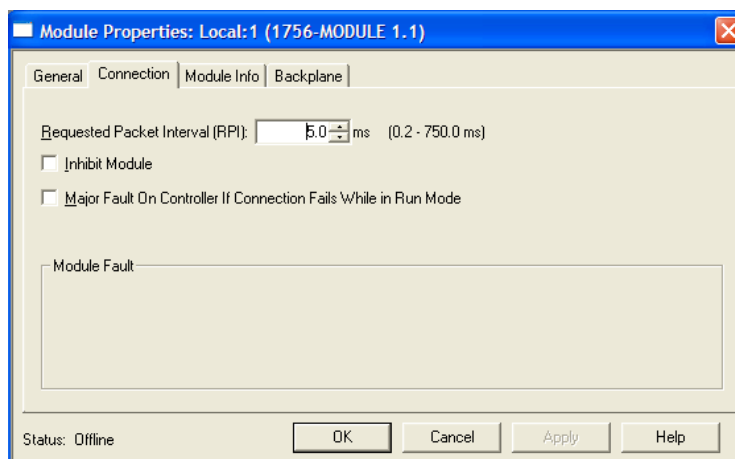 Module Properties: Local:1 (1756-MODULE 1.1)
General Connection Module Info Backplane
Requested Packet Interval (RPI): 5.0 ms (0.2 - 750.0 ms)
Inhibit Module
Major Fault On Controller If Connection Fails While in Run Mode
Module Fault
Status: Offline OK Cancel Apply Help